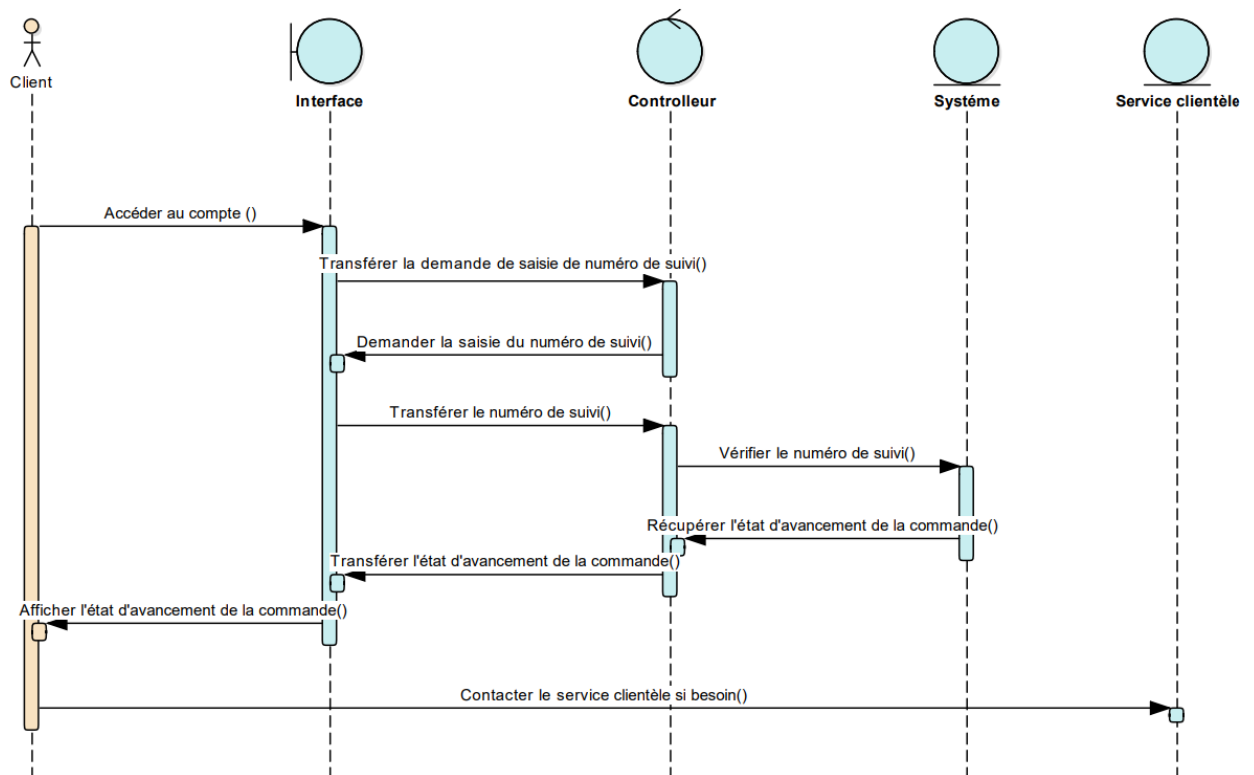 Client
Interface
Controlleur
Systéme
Service clientèle
Accéder au compte ()
Transférer la demande de saisie de numéro de suivi()
Demander la saisie du numéro de suivi()
Transférer le numéro de suivi()
Vérifier le numéro de suivi()
Récupérer l'état d'avancement de la commande()
Transférer l'état d'avancement de la commande()
Afficher l'état d'avancement de la commande()
Contacter le service clientèle si besoin()